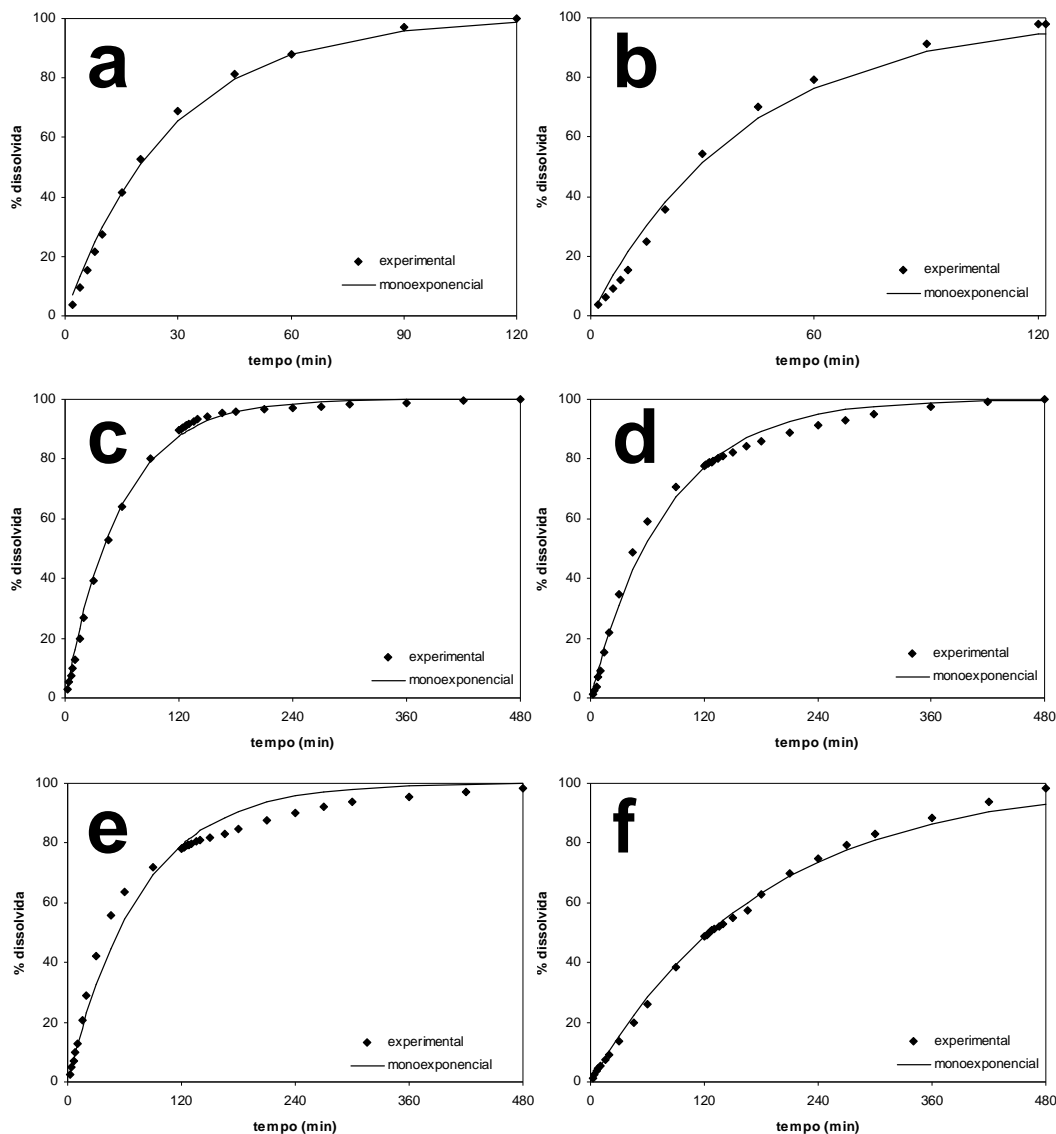 a
100
80
60
40
20
0
% dissolvida
experimental
monoexponencial
0 30 60 90 120
tempo (min)
b
100
80
60
40
20
0
% dissolvida
experimental
monoexponencial
0 60 120
tempo (min)
c
100
80
60
40
20
0
% dissolvida
experimental
monoexponencial
0 120 240 360 480
tempo (min)
d
100
80
60
40
20
0
% dissolvida
experimental
monoexponencial
0 120 240 360 480
tempo (min)
e
100
80
60
40
20
0
% dissolvida
experimental
monoexponencial
0 120 240 360 480
tempo (min)
f
100
80
60
40
20
0
% dissolvida
experimental
monoexponencial
0 120 240 360 480
tempo (min)